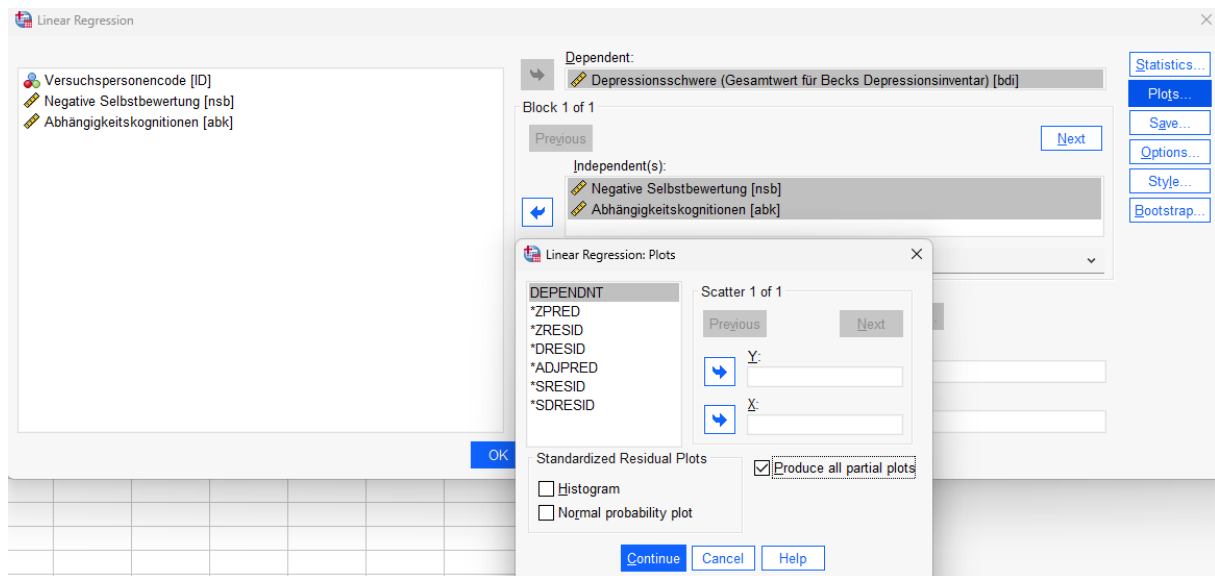 Linear Regression
Versuchspersonencode [ID]
Negative Selbstbewertung [nsb]
Abhängigkeitskognitionen [abk]
Dependent:
Depressionsschwere (Gesamtwert für Becks Depressionsinventar) [bdi]
Block 1 of 1
Previous
Next
Independent(s):
Negative Selbstbewertung [nsb]
Abhängigkeitskognitionen [abk]
Statistics...
Plots...
Save...
Options...
Style...
Bootstrap...
OK
Linear Regression: Plots
DEPENDNT
*ZPRED
*ZRESID
*DRESID
*ADJPRED
*SRESID
*SDRESID
Scatter 1 of 1
Previous
Next
Y:
X:
Standardized Residual Plots
Histogram
Normal probability plot
Produce all partial plots
Continue
Cancel
Help